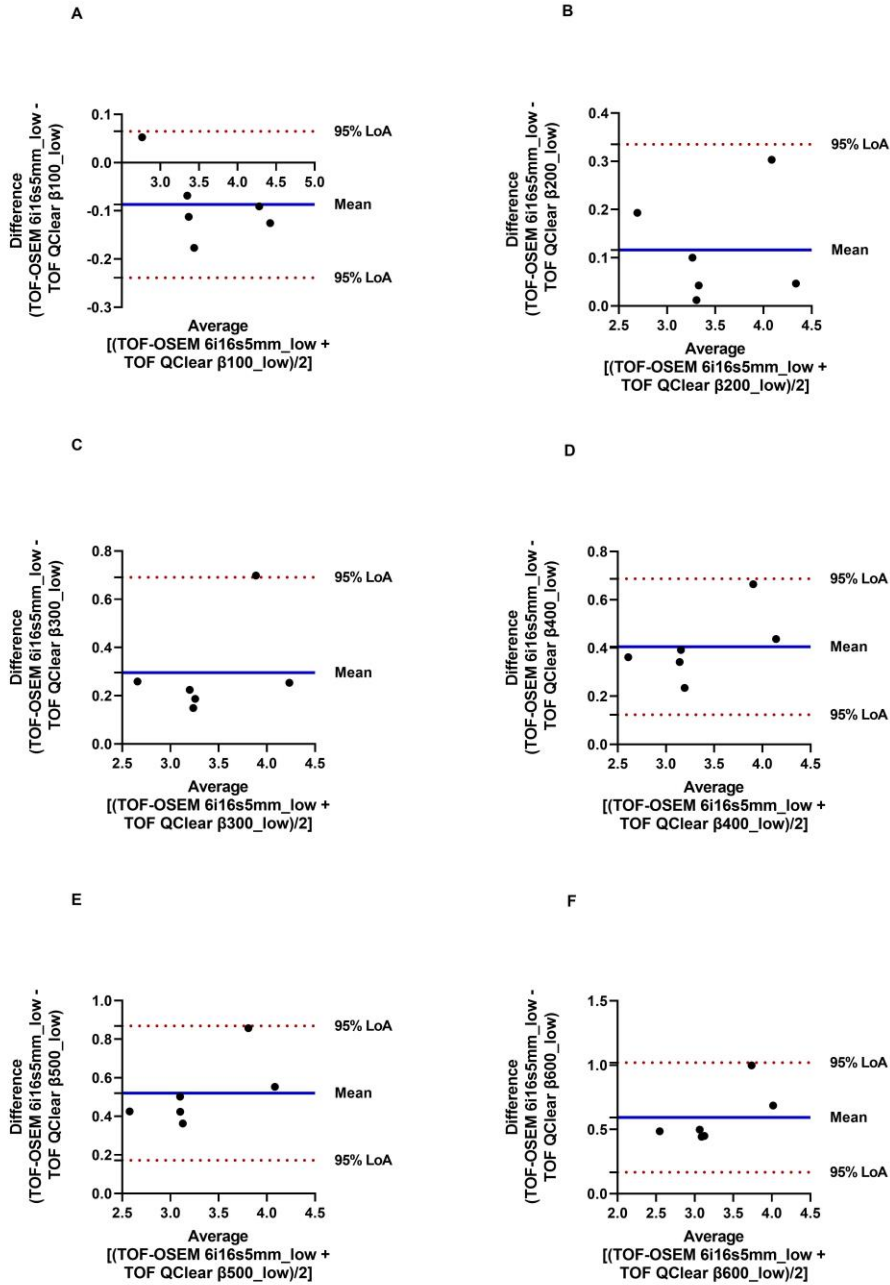 A
Difference
(TOF-OSEM 6i16s5mm_low -
TOF QClear β100_low)
0.1
0.0
-0.1
-0.2
-0.3
3.0 3.5 4.0 4.5 5.0
95% LoA
Mean
95% LoA
Average
[(TOF-OSEM 6i16s5mm_low +
TOF QClear β100_low)/2]
B
Difference
(TOF-OSEM 6i16s5mm_low -
TOF QClear β200_low)
0.4
0.3
0.2
0.1
0.0
2.5 3.0 3.5 4.0 4.5
95% LoA
Mean
Average
[(TOF-OSEM 6i16s5mm_low +
TOF QClear β200_low)/2]
C
Difference
(TOF-OSEM 6i16s5mm_low -
TOF QClear β300_low)
0.8
0.6
0.4
0.2
0.0
2.5 3.0 3.5 4.0 4.5
95% LoA
Mean
Average
[(TOF-OSEM 6i16s5mm_low +
TOF QClear β300_low)/2]
D
Difference
(TOF-OSEM 6i16s5mm_low -
TOF QClear β400_low)
0.8
0.6
0.4
0.2
0.0
2.5 3.0 3.5 4.0 4.5
95% LoA
Mean
95% LoA
Average
[(TOF-OSEM 6i16s5mm_low +
TOF QClear β400_low)/2]
E
Difference
(TOF-OSEM 6i16s5mm_low -
TOF QClear β500_low)
1.0
0.8
0.6
0.4
0.2
0.0
2.5 3.0 3.5 4.0 4.5
95% LoA
Mean
95% LoA
Average
[(TOF-OSEM 6i16s5mm_low +
TOF QClear β500_low)/2]
F
Difference
(TOF-OSEM 6i16s5mm_low -
TOF QClear β600_low)
1.5
1.0
0.5
0.0
2.0 2.5 3.0 3.5 4.0 4.5
95% LoA
Mean
95% LoA
Average
[(TOF-OSEM 6i16s5mm_low +
TOF QClear β600_low)/2]